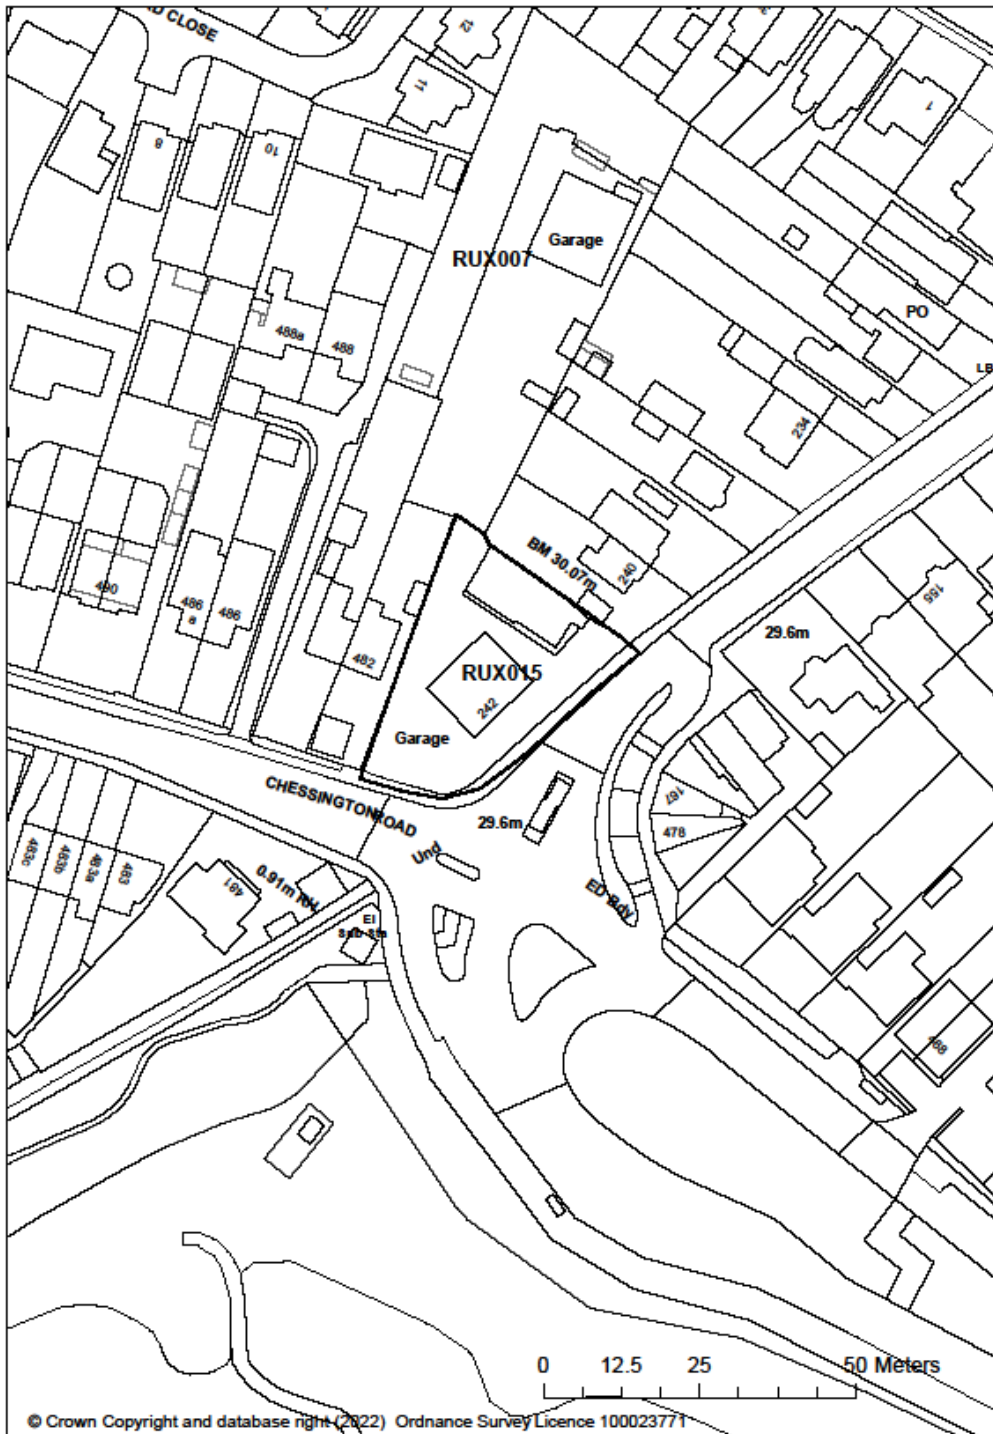 D CLOSE
12
11
1
8
10
Garage
RUX007
488a
488
PO
LB
234
BM 30.07m
240
490
486
a
486
482
RUX015
242
Garage
155
29.6m
CHESSINGTON ROAD
29.6m
Und
167
478
483c
483b
483a
483
481
0.91m RH
El
Sub Sta
ED Bdy
468
0 12.5 25 50 Meters
© Crown Copyright and database right (2022) Ordnance Survey Licence 100023771